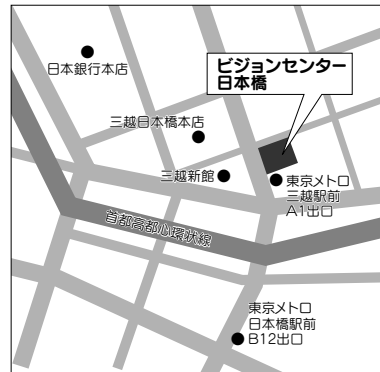 日本銀行本店
ビジョンセンター
日本橋
三越日本橋本店
三越新館
東京メトロ
三越駅前
A1出口
首都高都心環状線
東京メトロ
日本橋駅前
B12出口